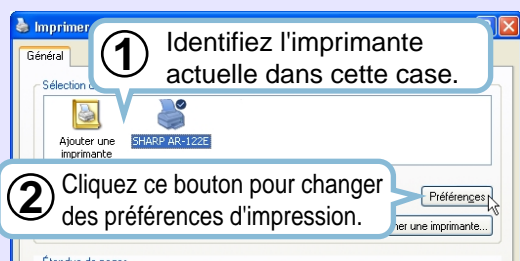 Imprimer
Général
① Identifiez l'imprimante
actuelle dans cette case.
Sélection
Ajouter une
imprimante
SHARP AR-122E
② Cliquez ce bouton pour changer
des préférences d'impression.
Préférences
une imprimante...